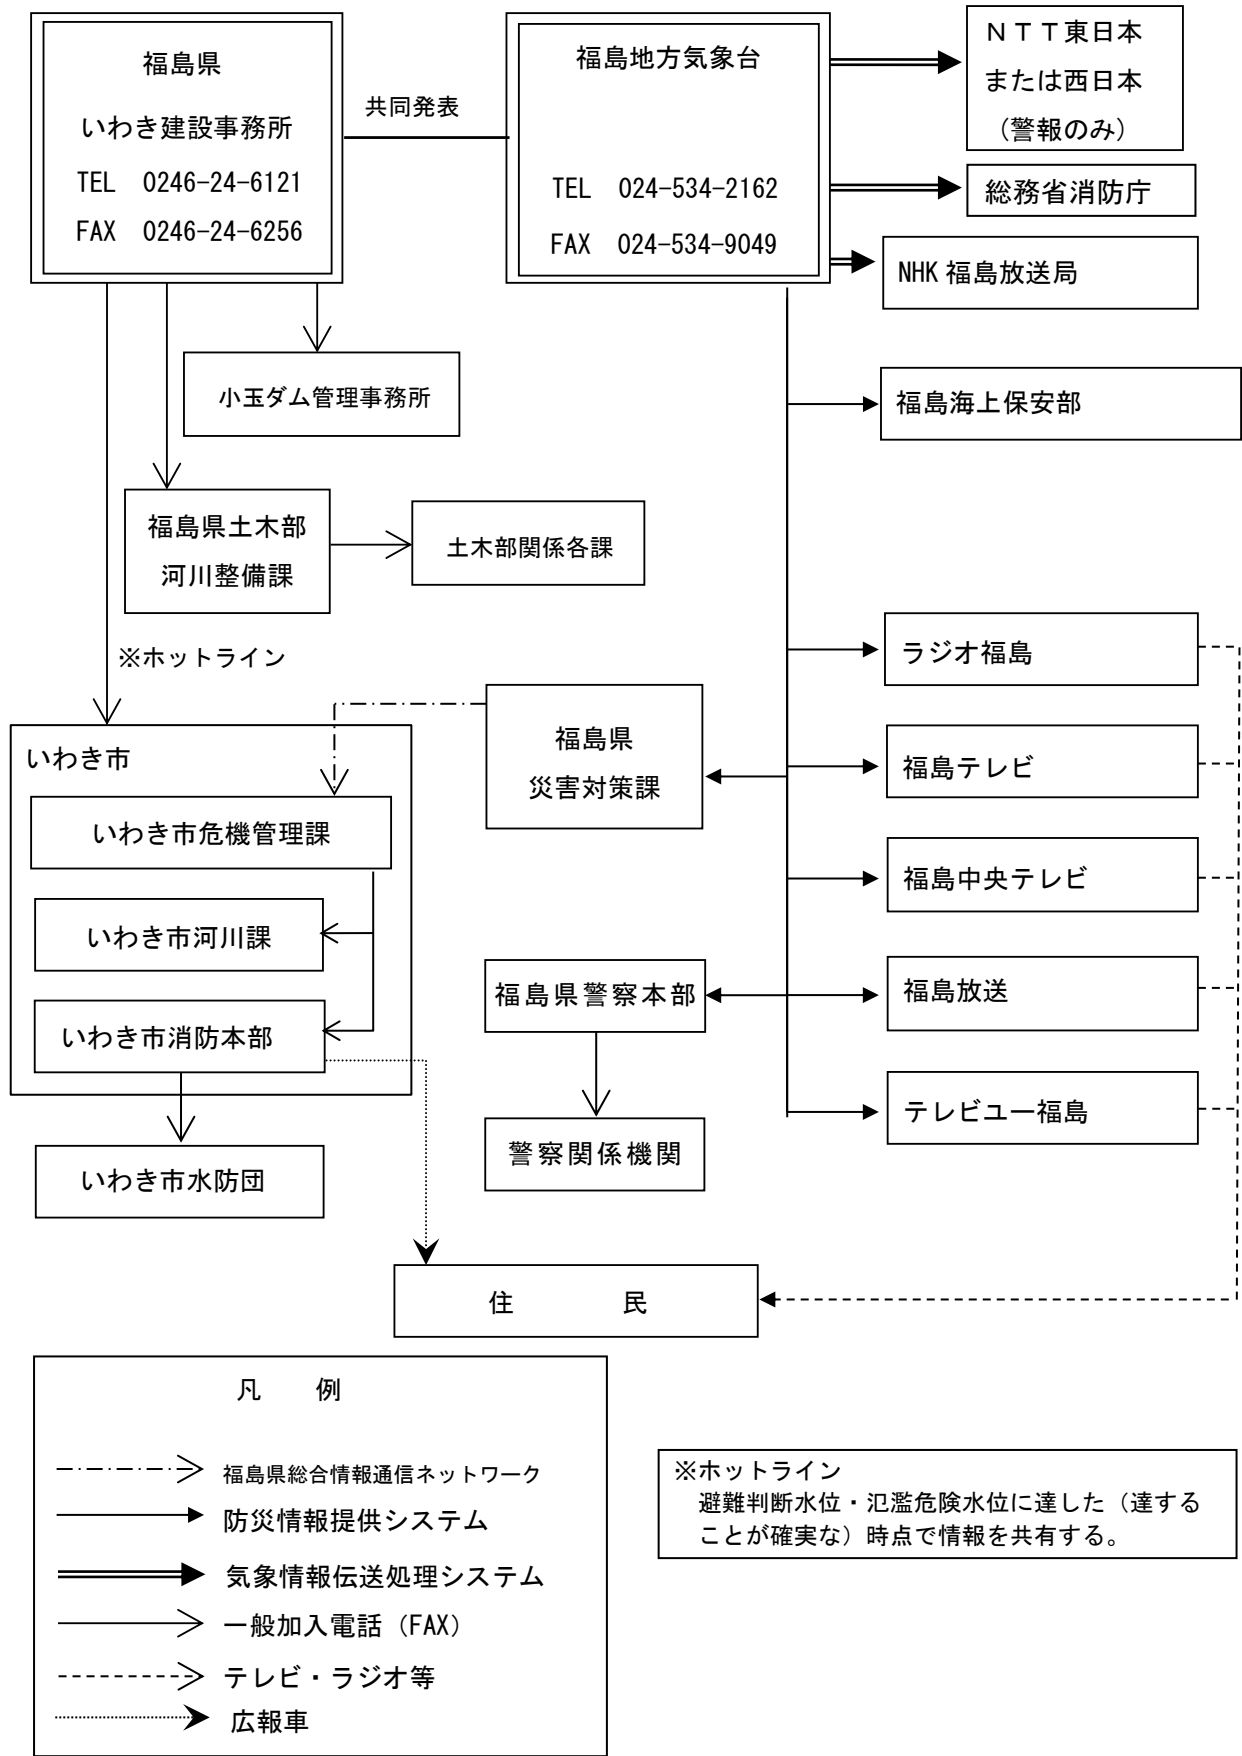 福島県
いわき建設事務所
TEL 0246-24-6121
FAX 0246-24-6256
共同発表
福島地方気象台
TEL 024-534-2162
FAX 024-534-9049
ＮＴＴ東日本
または西日本
（警報のみ）
総務省消防庁
NHK 福島放送局
小玉ダム管理事務所
福島海上保安部
福島県土木部
河川整備課
土木部関係各課
※ホットライン
ラジオ福島
いわき市
福島県
災害対策課
福島テレビ
いわき市危機管理課
福島中央テレビ
いわき市河川課
福島県警察本部
福島放送
いわき市消防本部
テレビユー福島
警察関係機関
いわき市水防団
住 民
凡 例
福島県総合情報通信ネットワーク
防災情報提供システム
気象情報伝送処理システム
一般加入電話（FAX）
テレビ・ラジオ等
広報車
※ホットライン
避難判断水位・氾濫危険水位に達した（達する
ことが確実な）時点で情報を共有する。